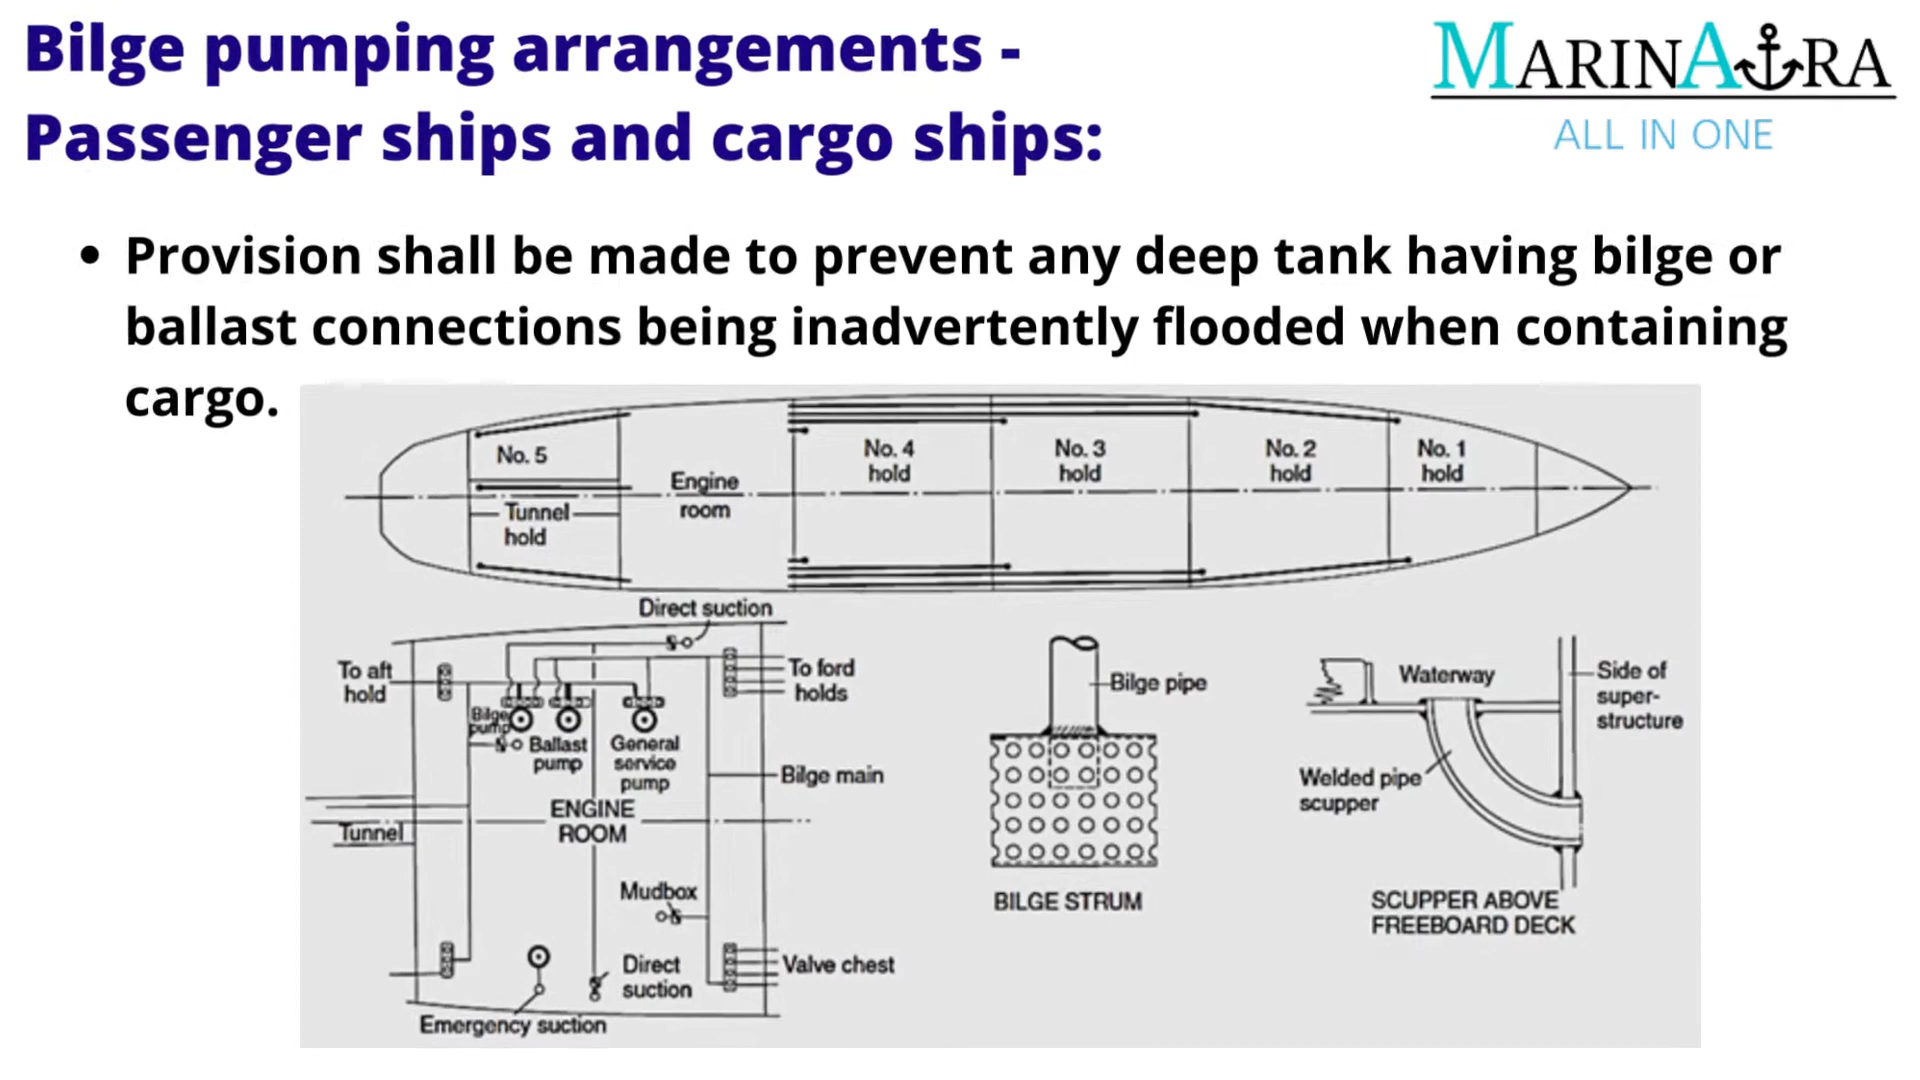 Bilge pumping arrangements -
Passenger ships and cargo ships:
MARINAURA
ALL IN ONE
• Provision shall be made to prevent any deep tank having bilge or
ballast connections being inadvertently flooded when containing
cargo.
No. 5
Tunnel
hold
Engine
room
No. 4
hold
No. 3
hold
No. 2
hold
No. 1
hold
Direct suction
To aft
hold
To ford
holds
Bilge
pump
Ballast
pump
General
service
pump
Bilge main
ENGINE
ROOM
Tunnel
Mudbox
Direct
suction
Valve chest
Emergency suction
Bilge pipe
BILGE STRUM
Waterway
Side of
super-
structure
Welded pipe
scupper
SCUPPER ABOVE
FREEBOARD DECK